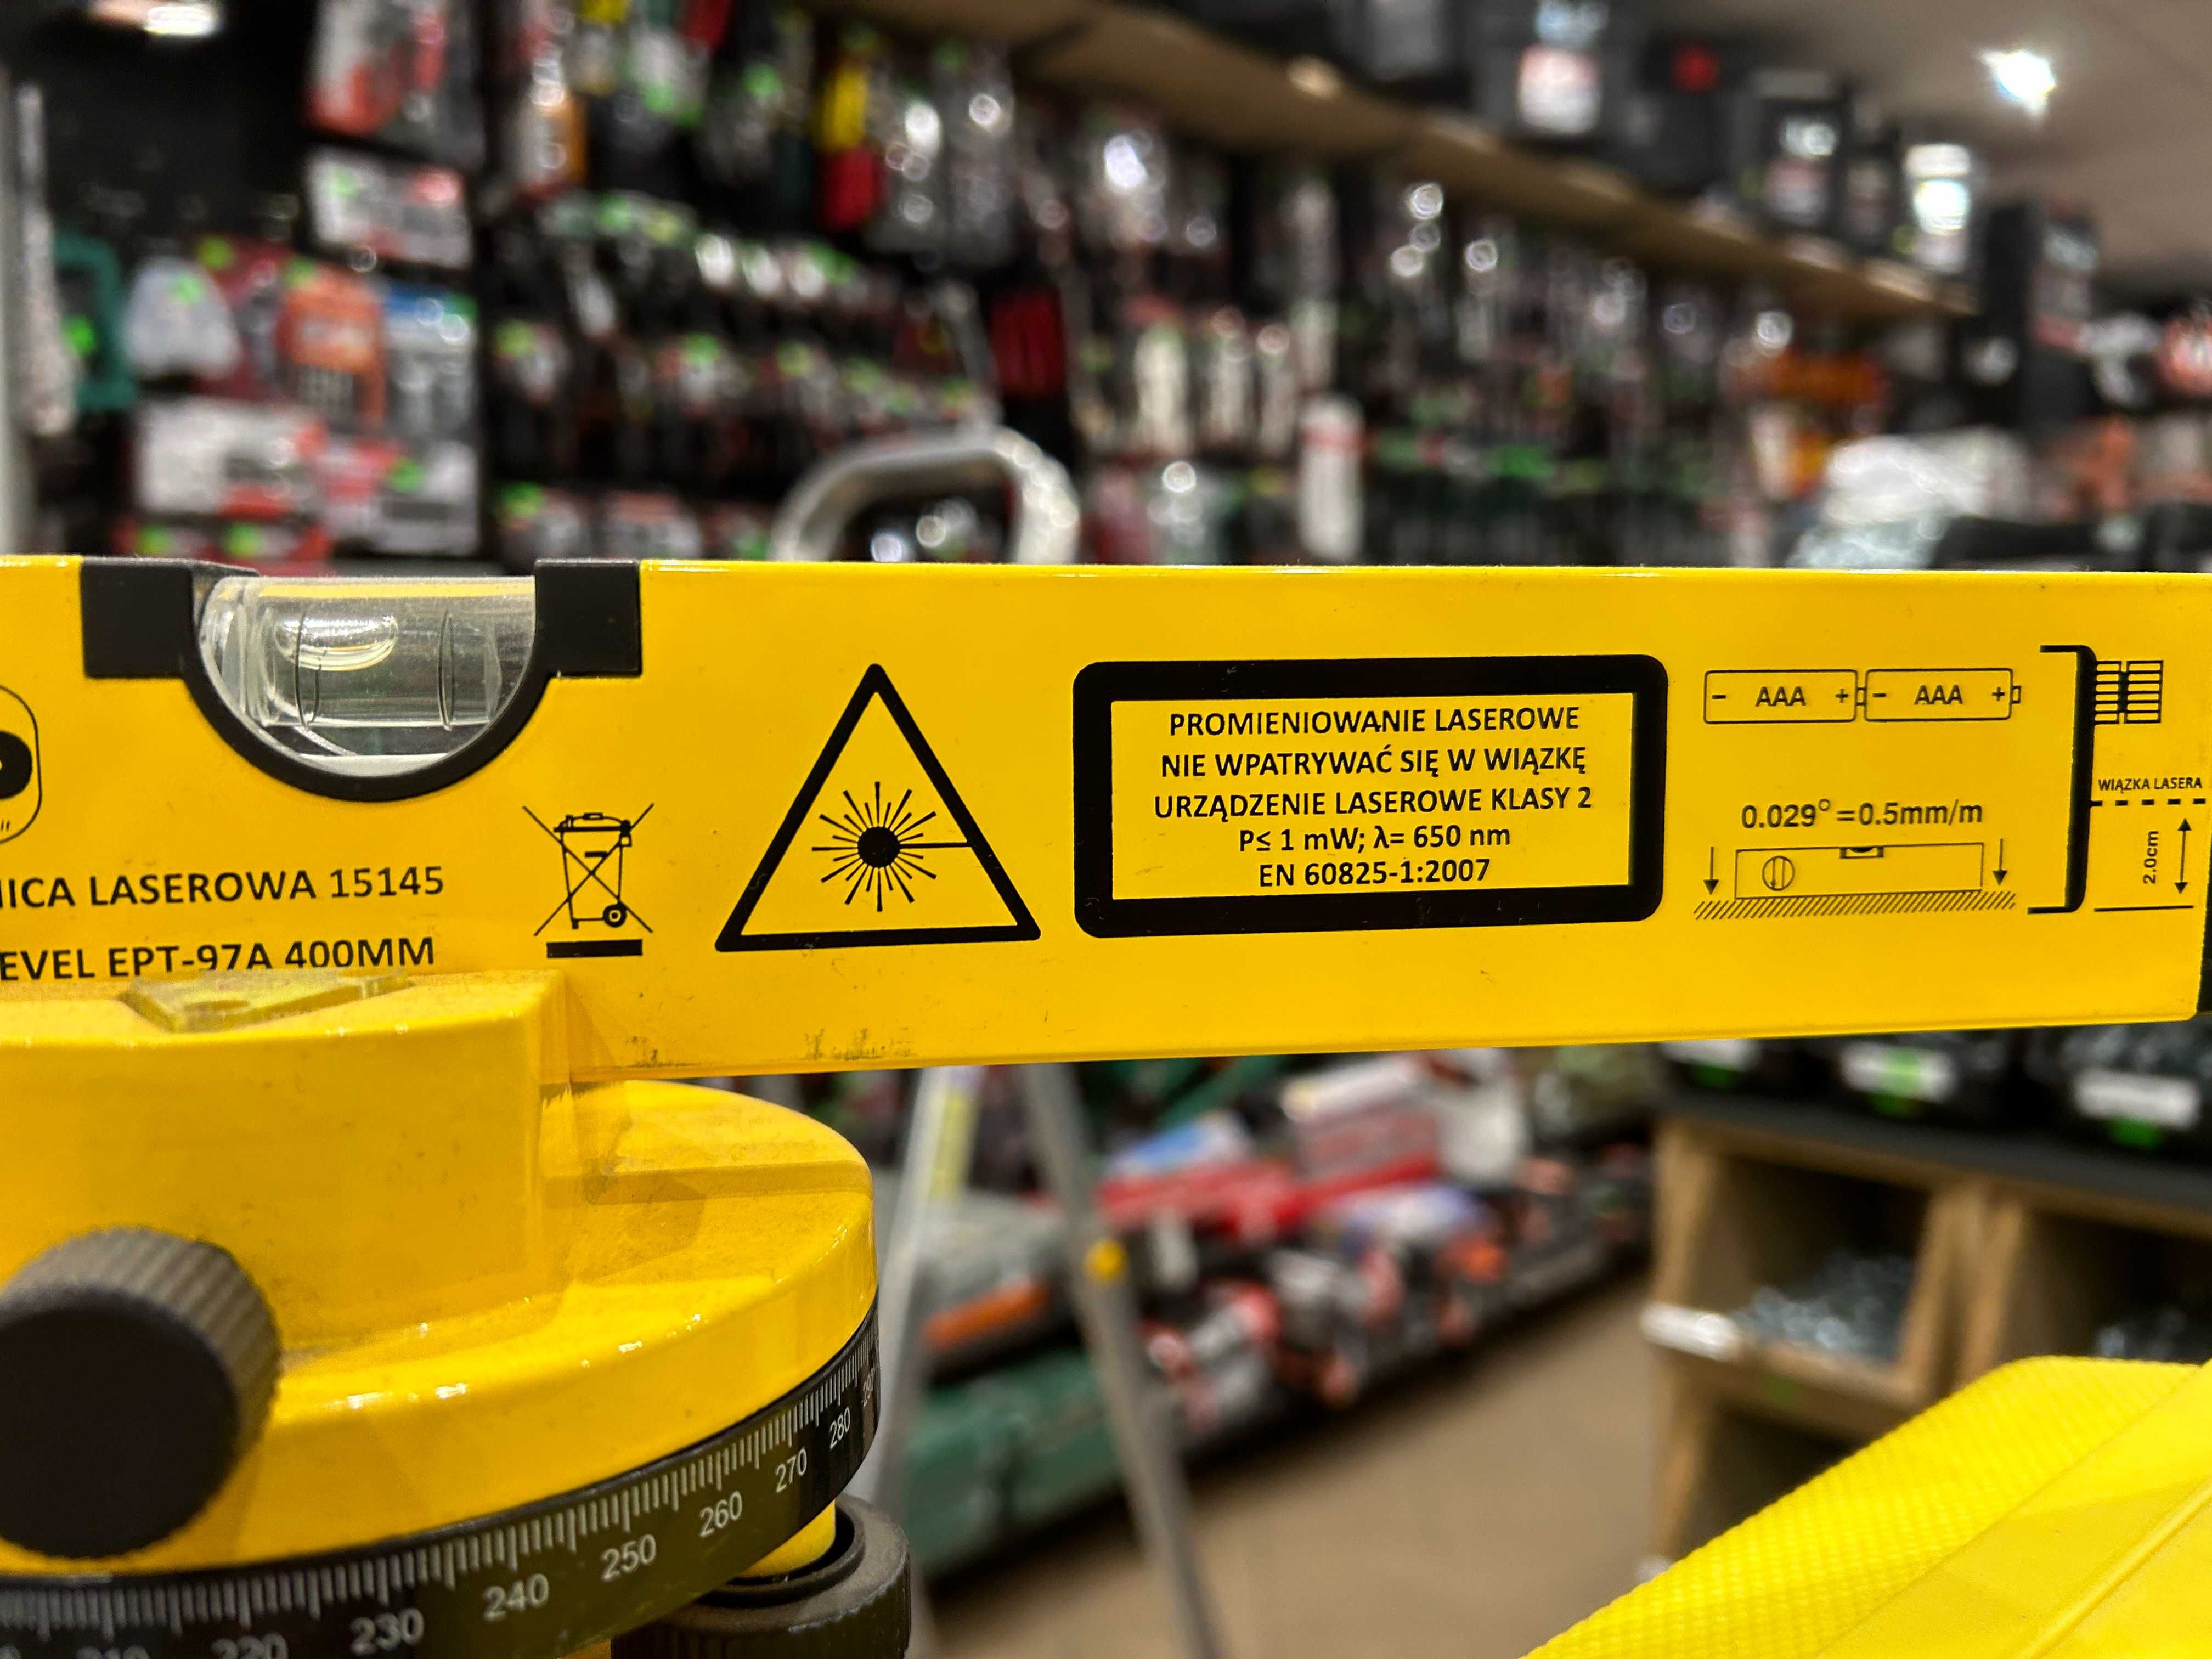 LASEROWA 15145
EPT-97A 400MM
PROMIENIOWANIE LASEROWE
NIE WPATRYWAĆ SIĘ W WIĄZKĘ
URZĄDZENIE LASEROWE KLASY 2
P≤ 1 mW; λ= 650 nm
EN 60825-1:2007
- AAA + - AAA +
0.029°=0.5mm/m
WIĄZKA LASERA
2.0cm
220 230 240 250 260 270 280